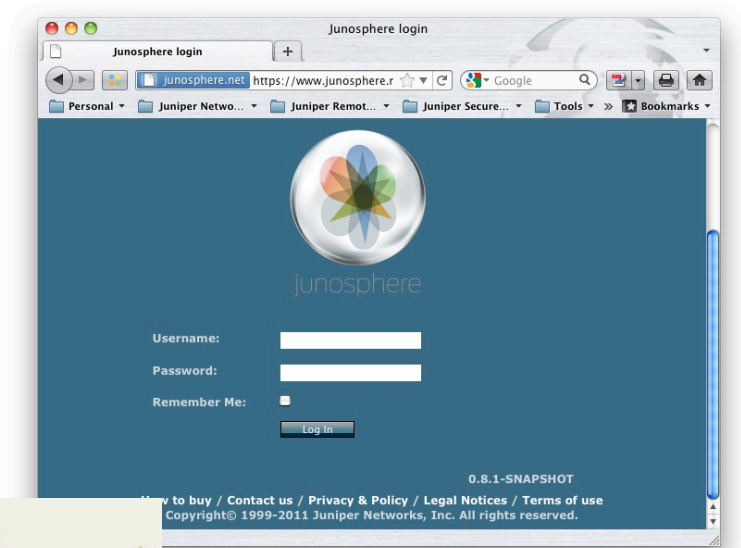 Junosphere login
Junosphere login
junosphere.net https://www.junosphere.r Google
Personal Juniper Netwo... Juniper Remot... Juniper Secure... Tools » Bookmarks
junosphere
Username:
Password:
Remember Me:
Log In
0.8.1-SNAPSHOT
to buy / Contact us / Privacy & Policy / Legal Notices / Terms of use
Copyright© 1999-2011 Juniper Networks, Inc. All rights reserved.